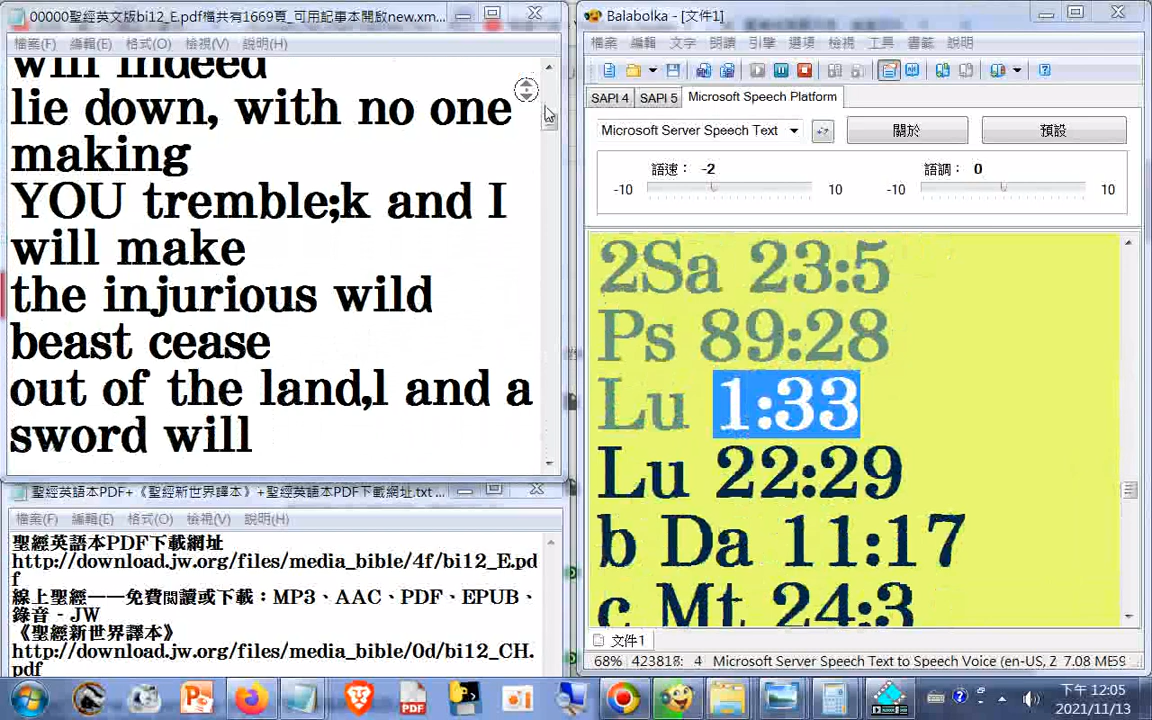 00000聖經英文版bi12_E.pdf檔共有1669頁_可用記事本開啟new.xm...
檔案(F) 編輯(E) 格式(O) 檢視(V) 說明(H)
will indeed
lie down, with no one
making
YOU tremble;k and I
will make
the injurious wild
beast cease
out of the land,l and a
sword will
聖經英語本PDF+《聖經新世界譯本》+聖經英語本PDF下載網址.txt ...
檔案(F) 編輯(E) 格式(O) 檢視(V) 說明(H)
聖經英語本PDF下載網址
http://download.jw.org/files/media_bible/4f/bi12_E.pd
f
線上聖經——免費閱讀或下載：MP3、AAC、PDF、EPUB、
錄音 - JW
《聖經新世界譯本》
http://download.jw.org/files/media_bible/0d/bi12_CH.
pdf
Balabolka - [文件1]
檔案 編輯 文字 朗讀 引擎 選項 檢視 工具 書籤 說明
SAPI 4 SAPI 5 Microsoft Speech Platform
Microsoft Server Speech Text 關於 預設
語速： -2 語調： 0
-10 10 -10 10
2Sa 23:5
Ps 89:28
Lu 1:33
Lu 22:29
b Da 11:17
c Mt 24:3
文件1
68% 423818: 4 Microsoft Server Speech Text to Speech Voice (en-US, Z 7.08 MB
下午 12:05
2021/11/13